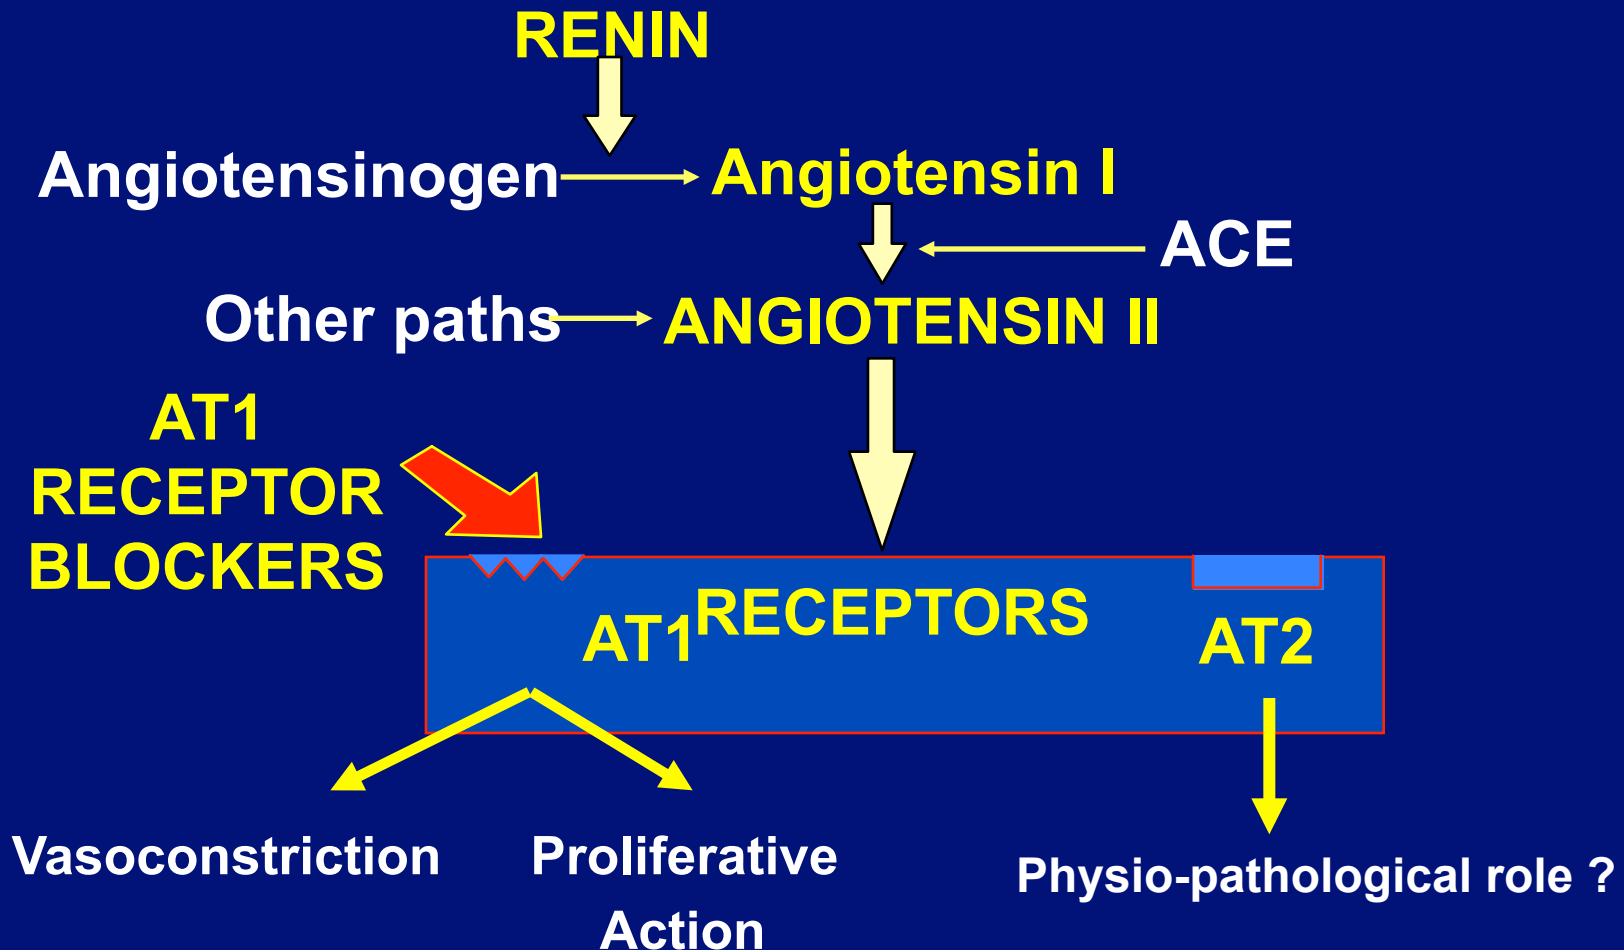 RENIN
Angiotensinogen
Angiotensin I
ACE
Other paths
ANGIOTENSIN II
AT1
RECEPTOR
BLOCKERS
RECEPTORS
AT1
AT2
Vasoconstriction
Proliferative
Action
Physio-pathological role ?